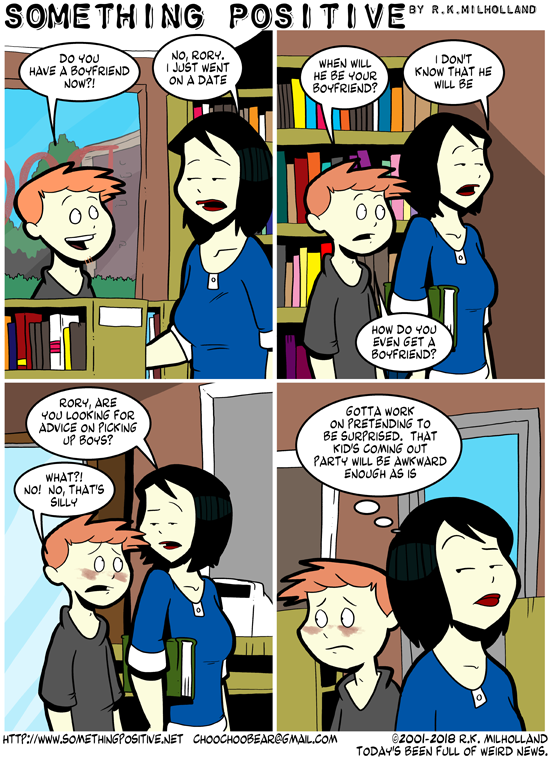 SOMETHING POSITIVE BY R.K.MILHOLLAND
DO YOU
HAVE A BOYFRIEND
NOW?!
NO, RORY.
I JUST WENT
ON A DATE
WHEN WILL
HE BE YOUR
BOYFRIEND?
I DON'T
KNOW THAT HE
WILL BE
HOW DO YOU
EVEN GET A
BOYFRIEND?
RORY, ARE
YOU LOOKING FOR
ADVICE ON PICKING
UP BOYS?
WHAT?!
NO! NO, THAT'S
SILLY
GOTTA WORK
ON PRETENDING TO
BE SURPRISED. THAT
KID'S COMING OUT
PARTY WILL BE AWKWARD
ENOUGH AS IS
HTTP://WWW.SOMETHINGPOSITIVE.NET CHOOCHOOBEAR@GMAIL.COM
©2001-2018 R.K. MILHOLLAND
TODAY'S BEEN FULL OF WEIRD NEWS.